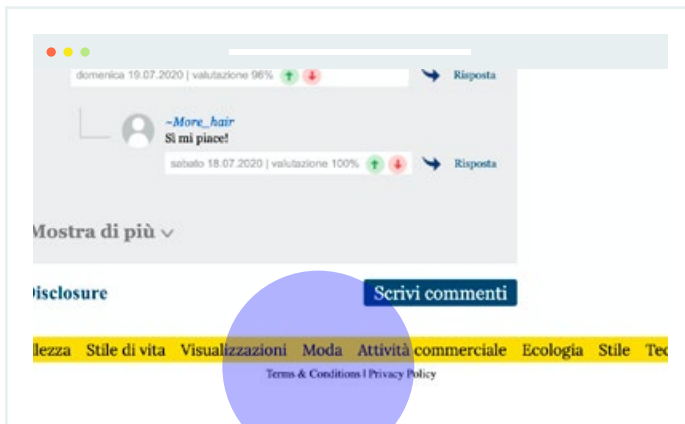 domenica 19.07.2020 | valutazione 96% Risposta
~More_hair
Sì mi piace!
sabato 18.07.2020 | valutazione 100% Risposta
Mostra di più
Disclosure Scrivi commenti
llezza Stile di vita Visualizzazioni Moda Attività commerciale Ecologia Stile Tec
Terms & Conditions | Privacy Policy